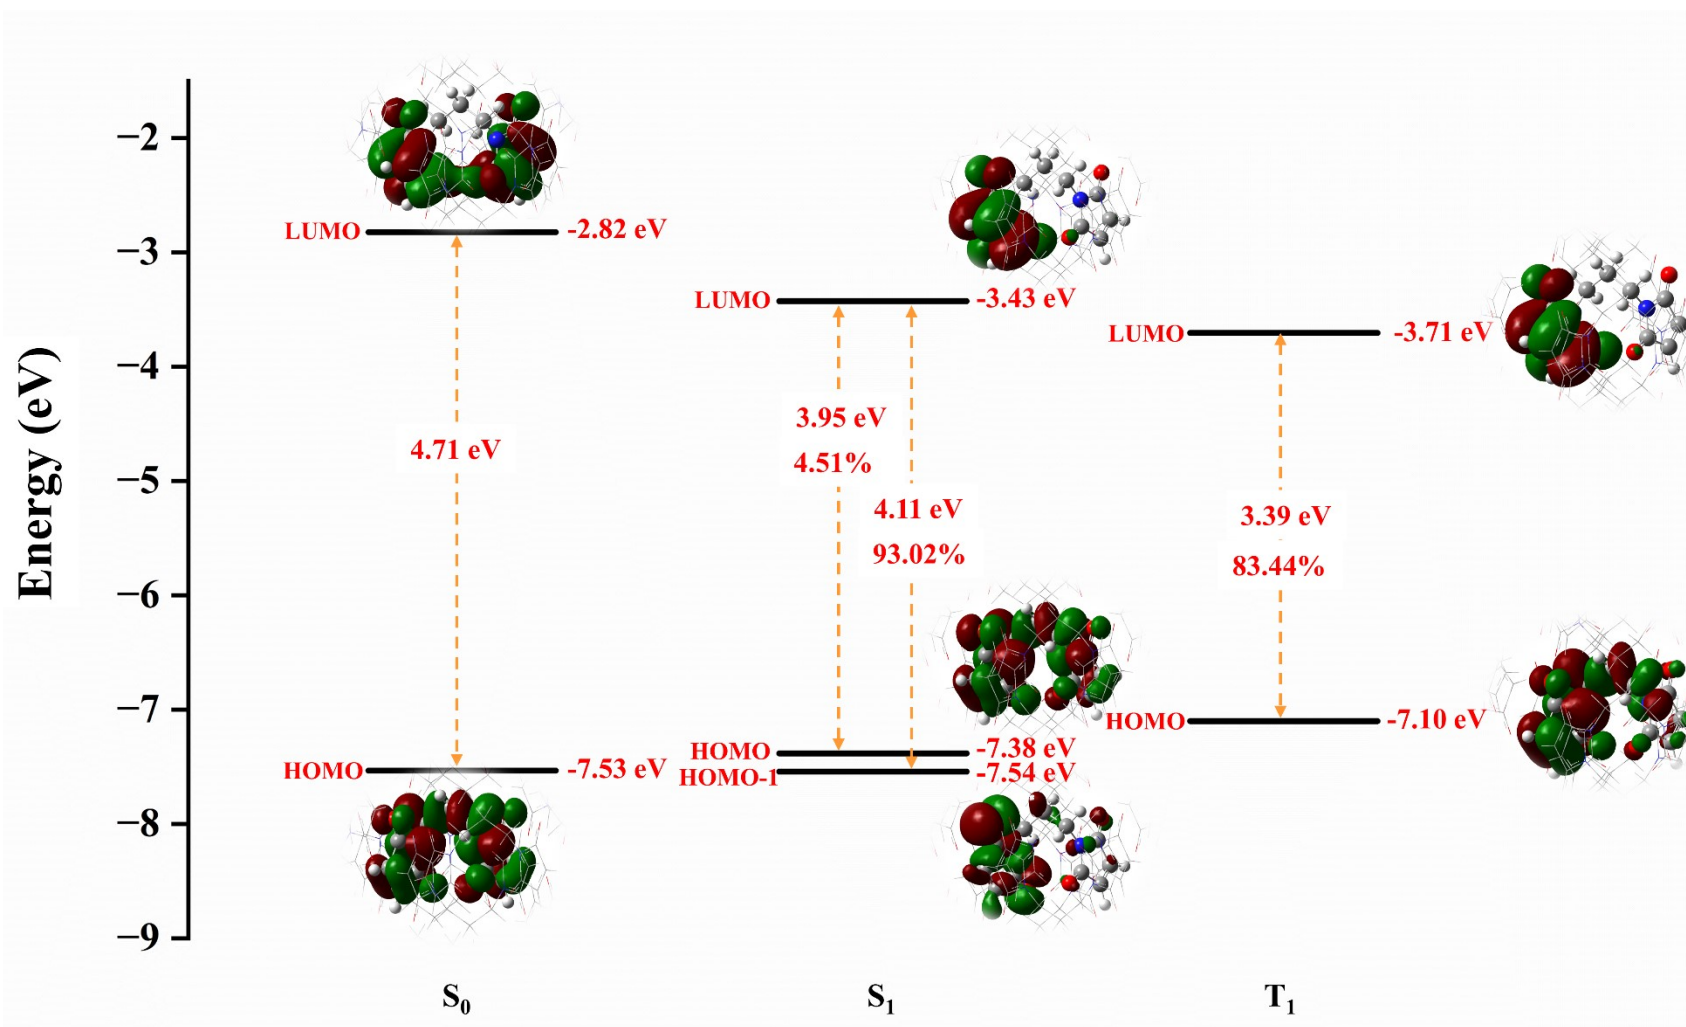 Energy (eV)
−2
−3
−4
−5
−6
−7
−8
−9
LUMO -2.82 eV
4.71 eV
HOMO -7.53 eV
S0
LUMO -3.43 eV
3.95 eV
4.51%
4.11 eV
93.02%
HOMO -7.38 eV
HOMO-1 -7.54 eV
S1
LUMO -3.71 eV
3.39 eV
83.44%
HOMO -7.10 eV
T1